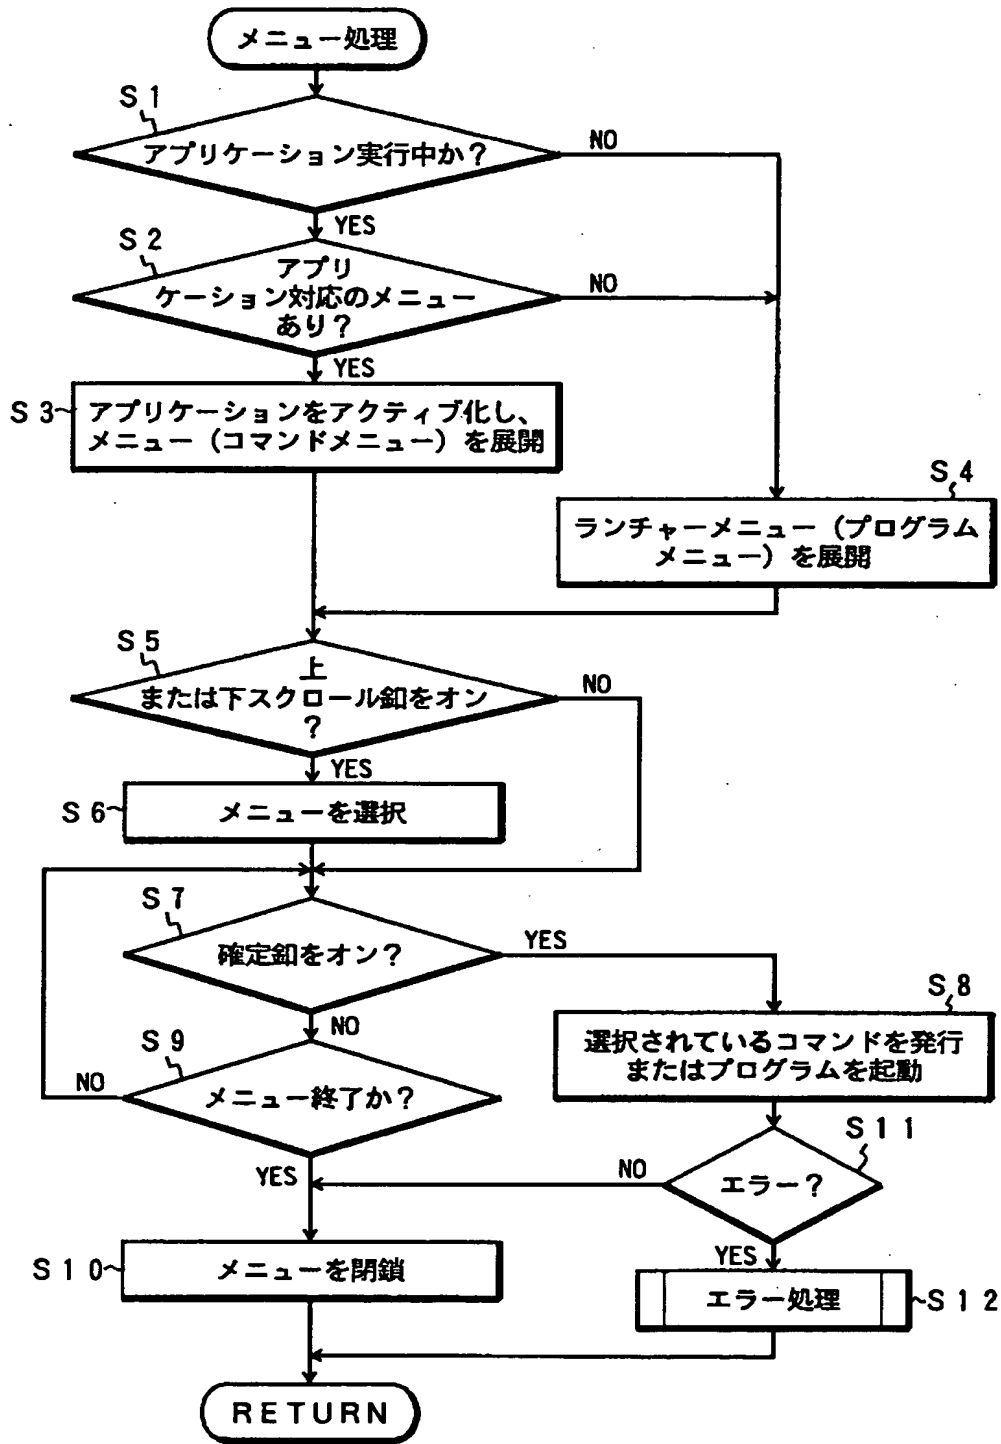 メニュー処理
S1
アプリケーション実行中か?
NO
YES
S2
アプリ
ケーション対応のメニュー
あり?
NO
YES
S3
アプリケーションをアクティブ化し、
メニュー(コマンドメニュー)を展開
S4
ランチャーメニュー(プログラム
メニュー)を展開
S5
上
または下スクロール釦をオン
?
NO
YES
S6
メニューを選択
S7
確定釦をオン?
YES
NO
S8
選択されているコマンドを発行
またはプログラムを起動
S9
メニュー終了か?
NO
YES
S11
エラー?
NO
YES
S10
メニューを閉鎖
S12
エラー処理
RETURN